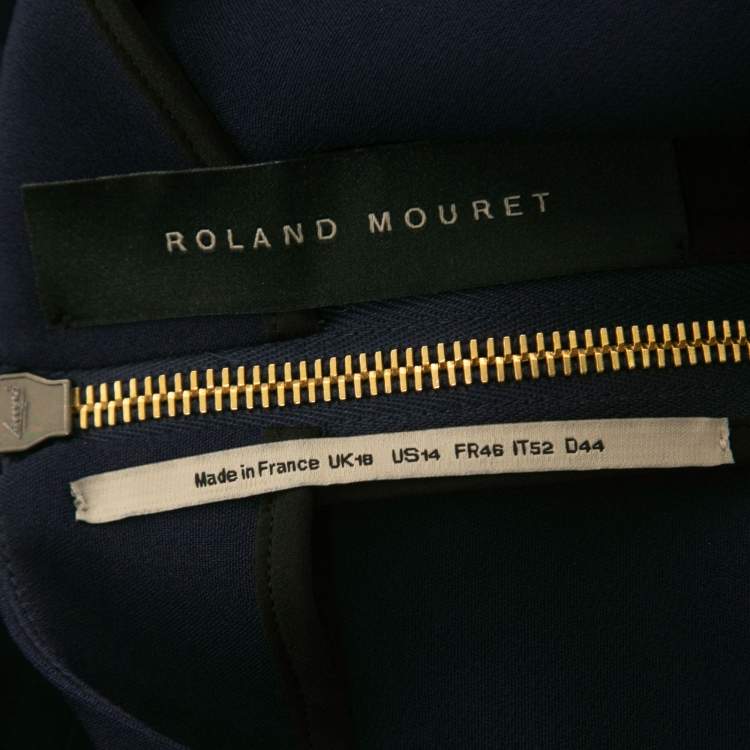 ROLAND MOURET
Made in France UK18 US14 FR46 IT52 D44